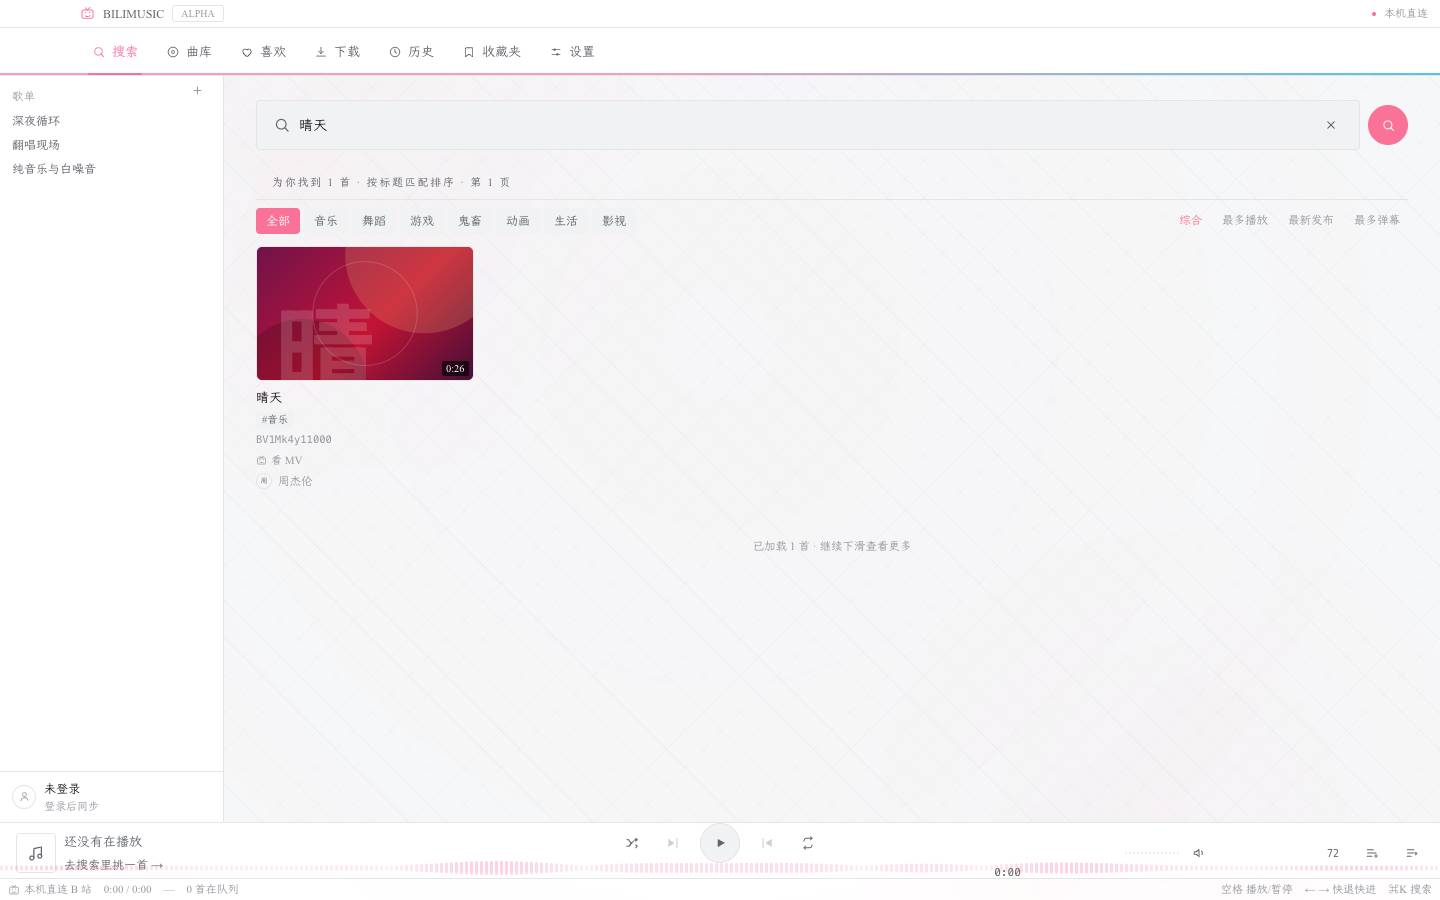 BILIMUSIC ALPHA
本机直连
搜索 曲库 喜欢 下载 历史 收藏夹 设置
歌单 +
深夜循环
翻唱现场
纯音乐与白噪音
晴天
为你找到 1 首 · 按标题匹配排序 · 第 1 页
全部 音乐 舞蹈 游戏 鬼畜 动画 生活 影视
综合 最多播放 最新发布 最多弹幕
晴
0:26
晴天
#音乐
BV1Mk4y11000
看 MV
周 周杰伦
已加载 1 首 · 继续下滑查看更多
未登录
登录后同步
还没有在播放
去搜索里挑一首 →
0:00
72
本机直连 B 站 0:00 / 0:00 — 0 首在队列
空格 播放/暂停 ← → 快退快进 ⌘K 搜索